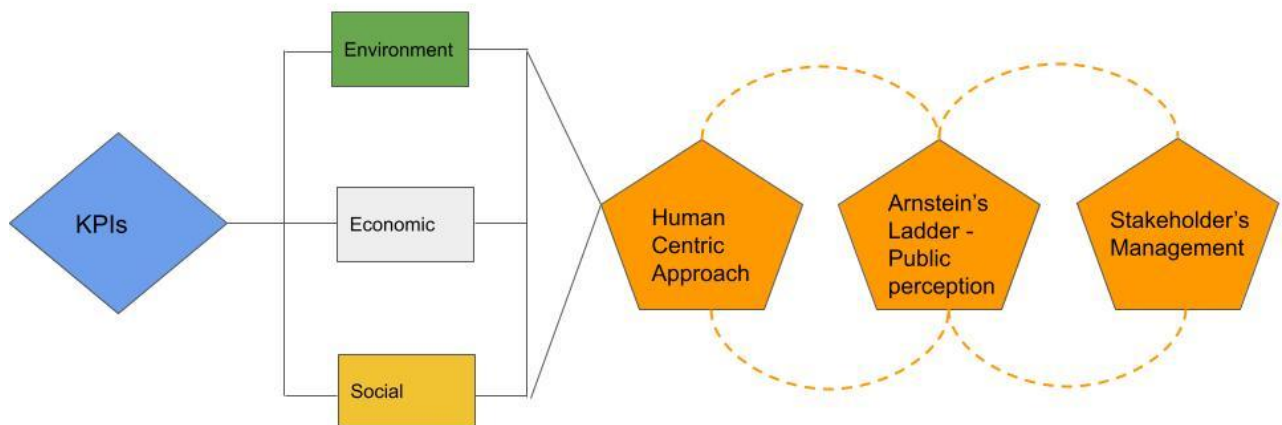 Environment
KPIs
Economic
Social
Human
Centric
Approach
Arnstein's
Ladder -
Public
perception
Stakeholder's
Management